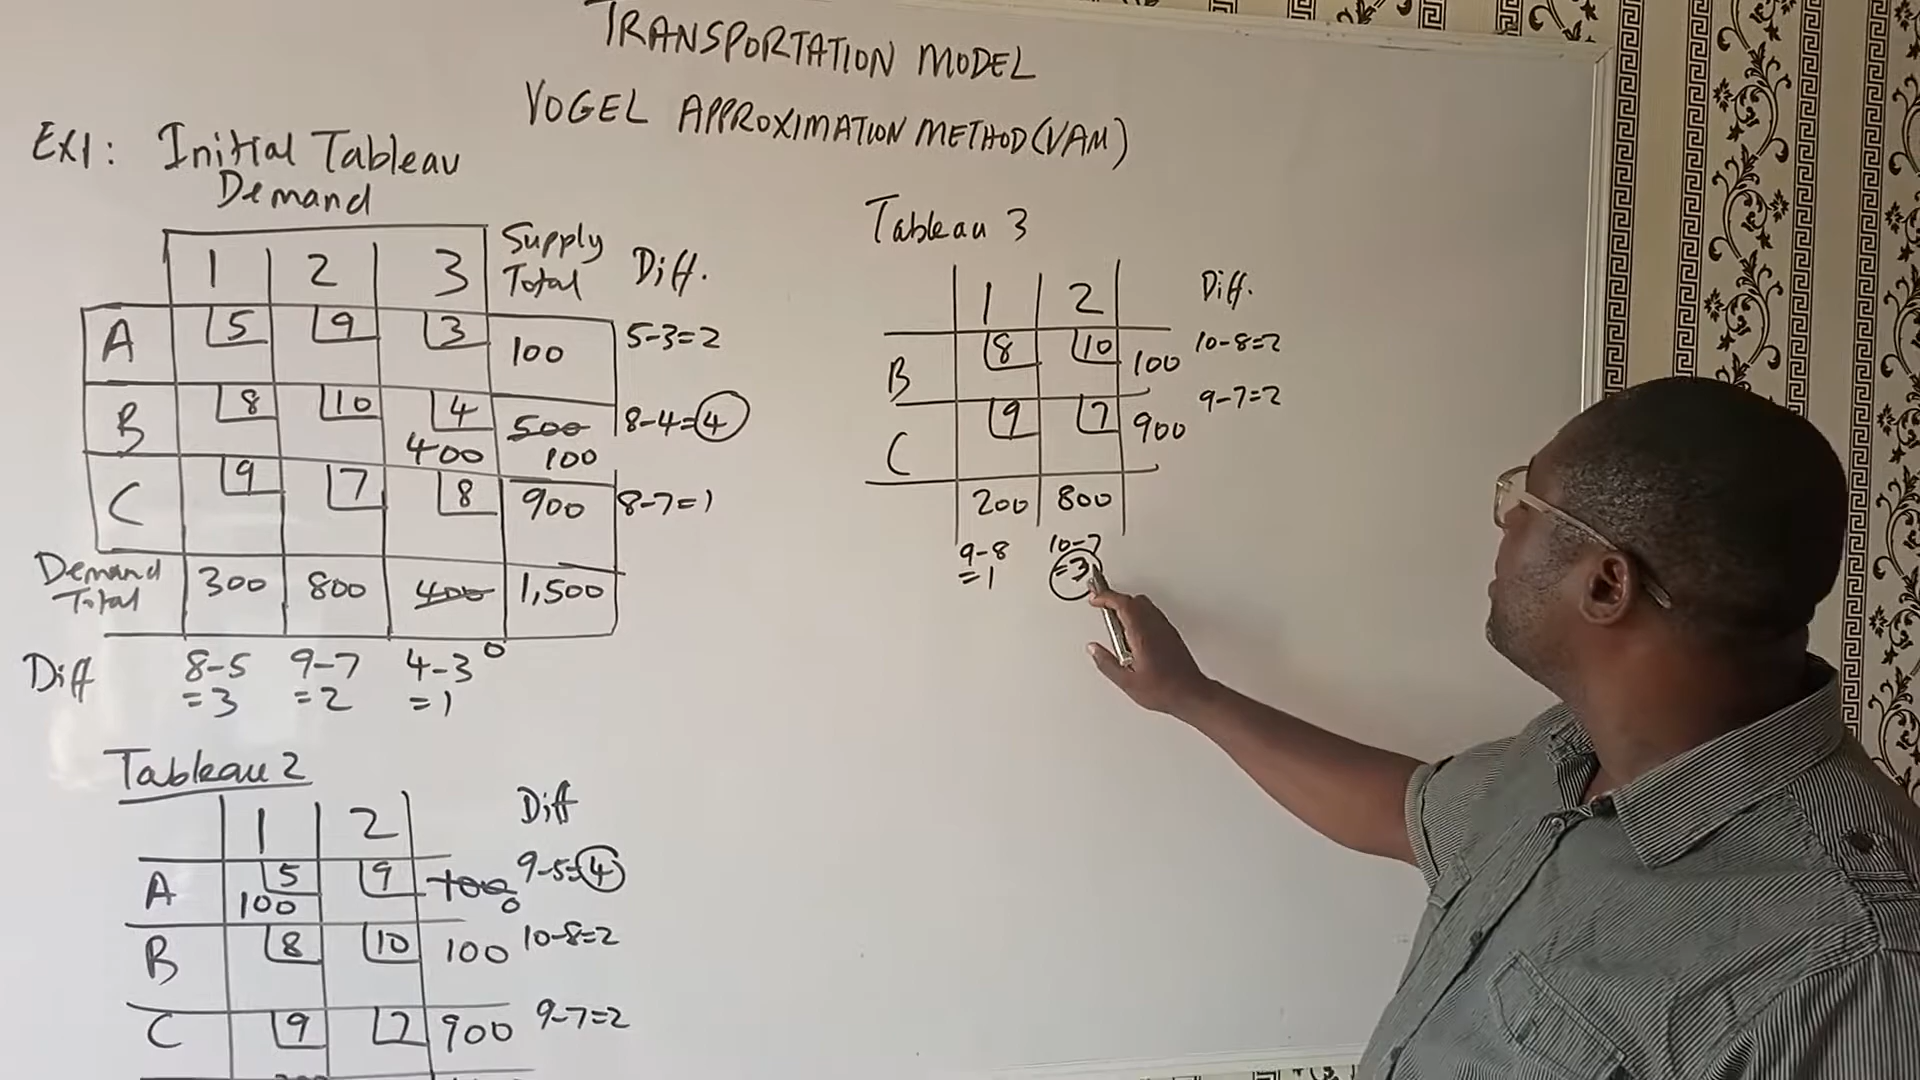 TRANSPORTATION MODEL
VOGEL APPROXIMATION METHOD (VAM)
EX1: Initial Tableau
Demand
1 2 3 Supply Total Diff.
A 5 9 3 100 5-3=2
B 8 10 4 500 8-4=4
400 100
C 9 7 8 900 8-7=1
Demand Total 300 800 400 1,500
0
Diff 8-5 9-7 4-3
=3 =2 =1
Tableau 2
1 2 Diff
A 5 9 100 9-5=4
100 0
B 8 10 100 10-8=2
C 9 7 900 9-7=2
Tableau 3
1 2 Diff.
B 8 10 100 10-8=2
C 9 7 900 9-7=2
200 800
9-8 10-7
=1 =3